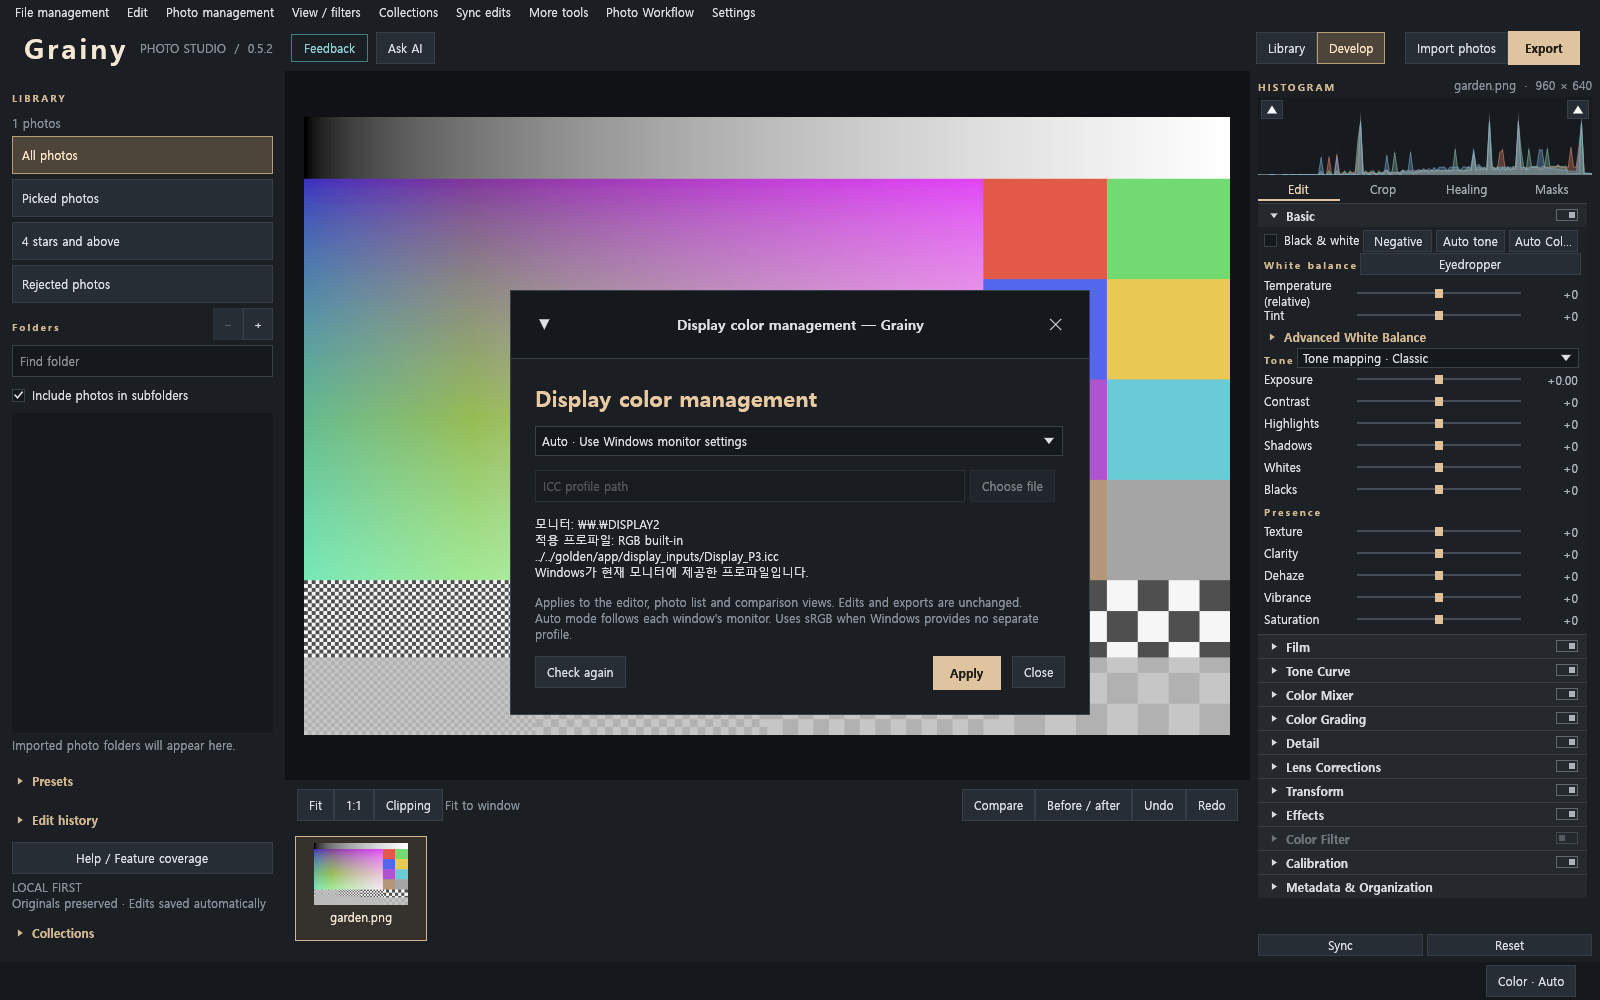 File management Edit Photo management View / filters Collections Sync edits More tools Photo Workflow Settings
Grainy PHOTO STUDIO / 0.5.2 Feedback Ask AI Library Develop Import photos Export
LIBRARY
1 photos
All photos
Picked photos
4 stars and above
Rejected photos
Folders − +
Find folder
Include photos in subfolders
Imported photo folders will appear here.
Presets
Edit history
Help / Feature coverage
LOCAL FIRST
Originals preserved · Edits saved automatically
Collections
Display color management — Grainy
Display color management
Auto · Use Windows monitor settings
ICC profile path Choose file
모니터: ₩₩.₩DISPLAY2
적용 프로파일: RGB built-in
../../golden/app/display_inputs/Display_P3.icc
Windows가 현재 모니터에 제공한 프로파일입니다.
Applies to the editor, photo list and comparison views. Edits and exports are unchanged.
Auto mode follows each window's monitor. Uses sRGB when Windows provides no separate
profile.
Check again Apply Close
Fit 1:1 Clipping Fit to window Compare Before / after Undo Redo
garden.png
HISTOGRAM garden.png · 960 × 640
Edit Crop Healing Masks
Basic
Black & white Negative Auto tone Auto Col...
White balance Eyedropper
Temperature
(relative) +0
Tint +0
Advanced White Balance
Tone Tone mapping · Classic
Exposure +0.00
Contrast +0
Highlights +0
Shadows +0
Whites +0
Blacks +0
Presence
Texture +0
Clarity +0
Dehaze +0
Vibrance +0
Saturation +0
Film
Tone Curve
Color Mixer
Color Grading
Detail
Lens Corrections
Transform
Effects
Color Filter
Calibration
Metadata & Organization
Sync Reset
Color · Auto